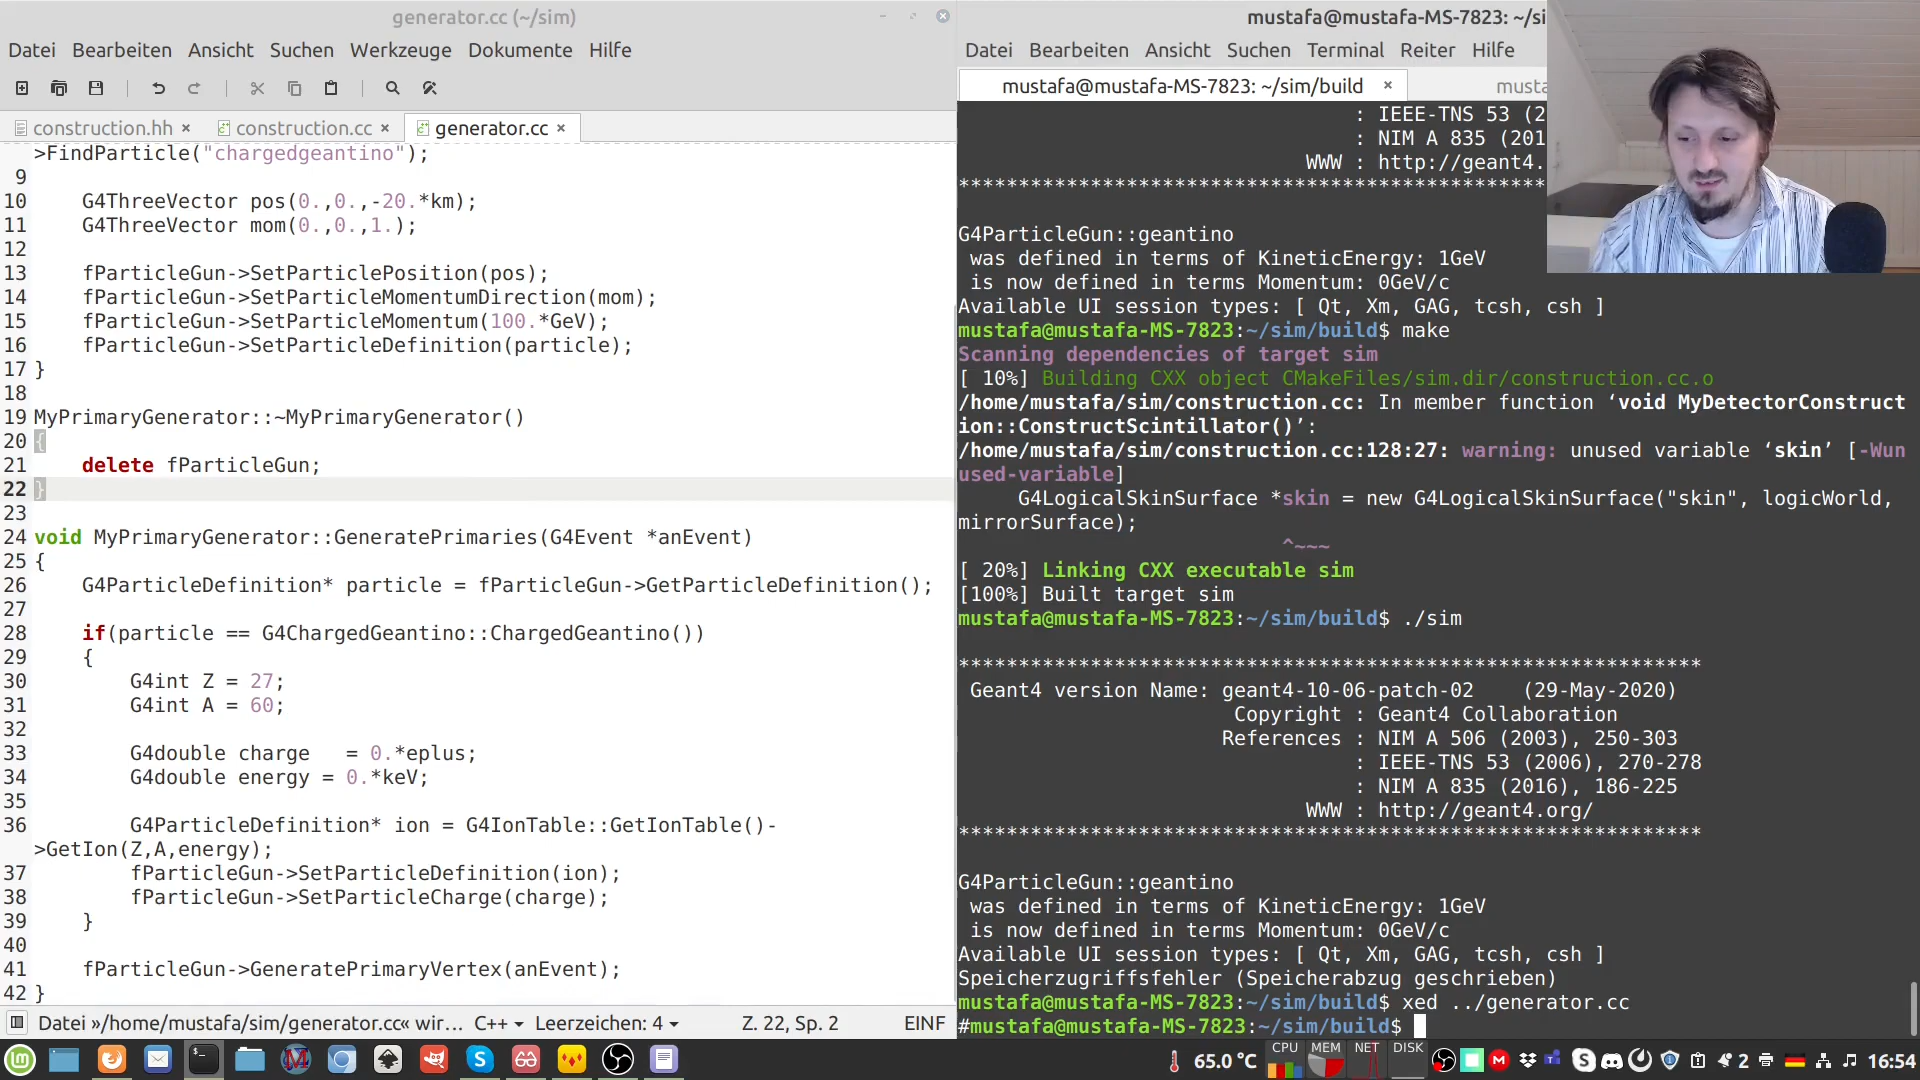 generator.cc (~/sim)
Datei Bearbeiten Ansicht Suchen Werkzeuge Dokumente Hilfe
construction.hh × construction.cc × generator.cc ×
>FindParticle("chargedgeantino");
9
10 G4ThreeVector pos(0.,0.,-20.*km);
11 G4ThreeVector mom(0.,0.,1.);
12
13 fParticleGun->SetParticlePosition(pos);
14 fParticleGun->SetParticleMomentumDirection(mom);
15 fParticleGun->SetParticleMomentum(100.*GeV);
16 fParticleGun->SetParticleDefinition(particle);
17 }
18
19 MyPrimaryGenerator::~MyPrimaryGenerator()
20 {
21 delete fParticleGun;
22 }
23
24 void MyPrimaryGenerator::GeneratePrimaries(G4Event *anEvent)
25 {
26 G4ParticleDefinition* particle = fParticleGun->GetParticleDefinition();
27
28 if(particle == G4ChargedGeantino::ChargedGeantino())
29 {
30 G4int Z = 27;
31 G4int A = 60;
32
33 G4double charge   = 0.*eplus;
34 G4double energy = 0.*keV;
35
36 G4ParticleDefinition* ion = G4IonTable::GetIonTable()-
>GetIon(Z,A,energy);
37 fParticleGun->SetParticleDefinition(ion);
38 fParticleGun->SetParticleCharge(charge);
39 }
40
41 fParticleGun->GeneratePrimaryVertex(anEvent);
42 }
Datei »/home/mustafa/sim/generator.cc« wir… C++ Leerzeichen: 4 Z. 22, Sp. 2 EINF
mustafa@mustafa-MS-7823: ~/si
Datei Bearbeiten Ansicht Suchen Terminal Reiter Hilfe
mustafa@mustafa-MS-7823: ~/sim/build × musta
: IEEE-TNS 53 (2
: NIM A 835 (201
WWW : http://geant4.
*************************************************
G4ParticleGun::geantino
was defined in terms of KineticEnergy: 1GeV
is now defined in terms Momentum: 0GeV/c
Available UI session types: [ Qt, Xm, GAG, tcsh, csh ]
mustafa@mustafa-MS-7823:~/sim/build$ make
Scanning dependencies of target sim
[ 10%] Building CXX object CMakeFiles/sim.dir/construction.cc.o
/home/mustafa/sim/construction.cc: In member function ‘void MyDetectorConstruct
ion::ConstructScintillator()’:
/home/mustafa/sim/construction.cc:128:27: warning: unused variable ‘skin’ [-Wun
used-variable]
G4LogicalSkinSurface *skin = new G4LogicalSkinSurface("skin", logicWorld,
mirrorSurface);
^~~~
[ 20%] Linking CXX executable sim
[100%] Built target sim
mustafa@mustafa-MS-7823:~/sim/build$ ./sim
**************************************************************
Geant4 version Name: geant4-10-06-patch-02    (29-May-2020)
Copyright : Geant4 Collaboration
References : NIM A 506 (2003), 250-303
: IEEE-TNS 53 (2006), 270-278
: NIM A 835 (2016), 186-225
WWW : http://geant4.org/
**************************************************************
G4ParticleGun::geantino
was defined in terms of KineticEnergy: 1GeV
is now defined in terms Momentum: 0GeV/c
Available UI session types: [ Qt, Xm, GAG, tcsh, csh ]
Speicherzugriffsfehler (Speicherabzug geschrieben)
mustafa@mustafa-MS-7823:~/sim/build$ xed ../generator.cc
#mustafa@mustafa-MS-7823:~/sim/build$
65.0 °C CPU MEM NET DISK 2 16:54